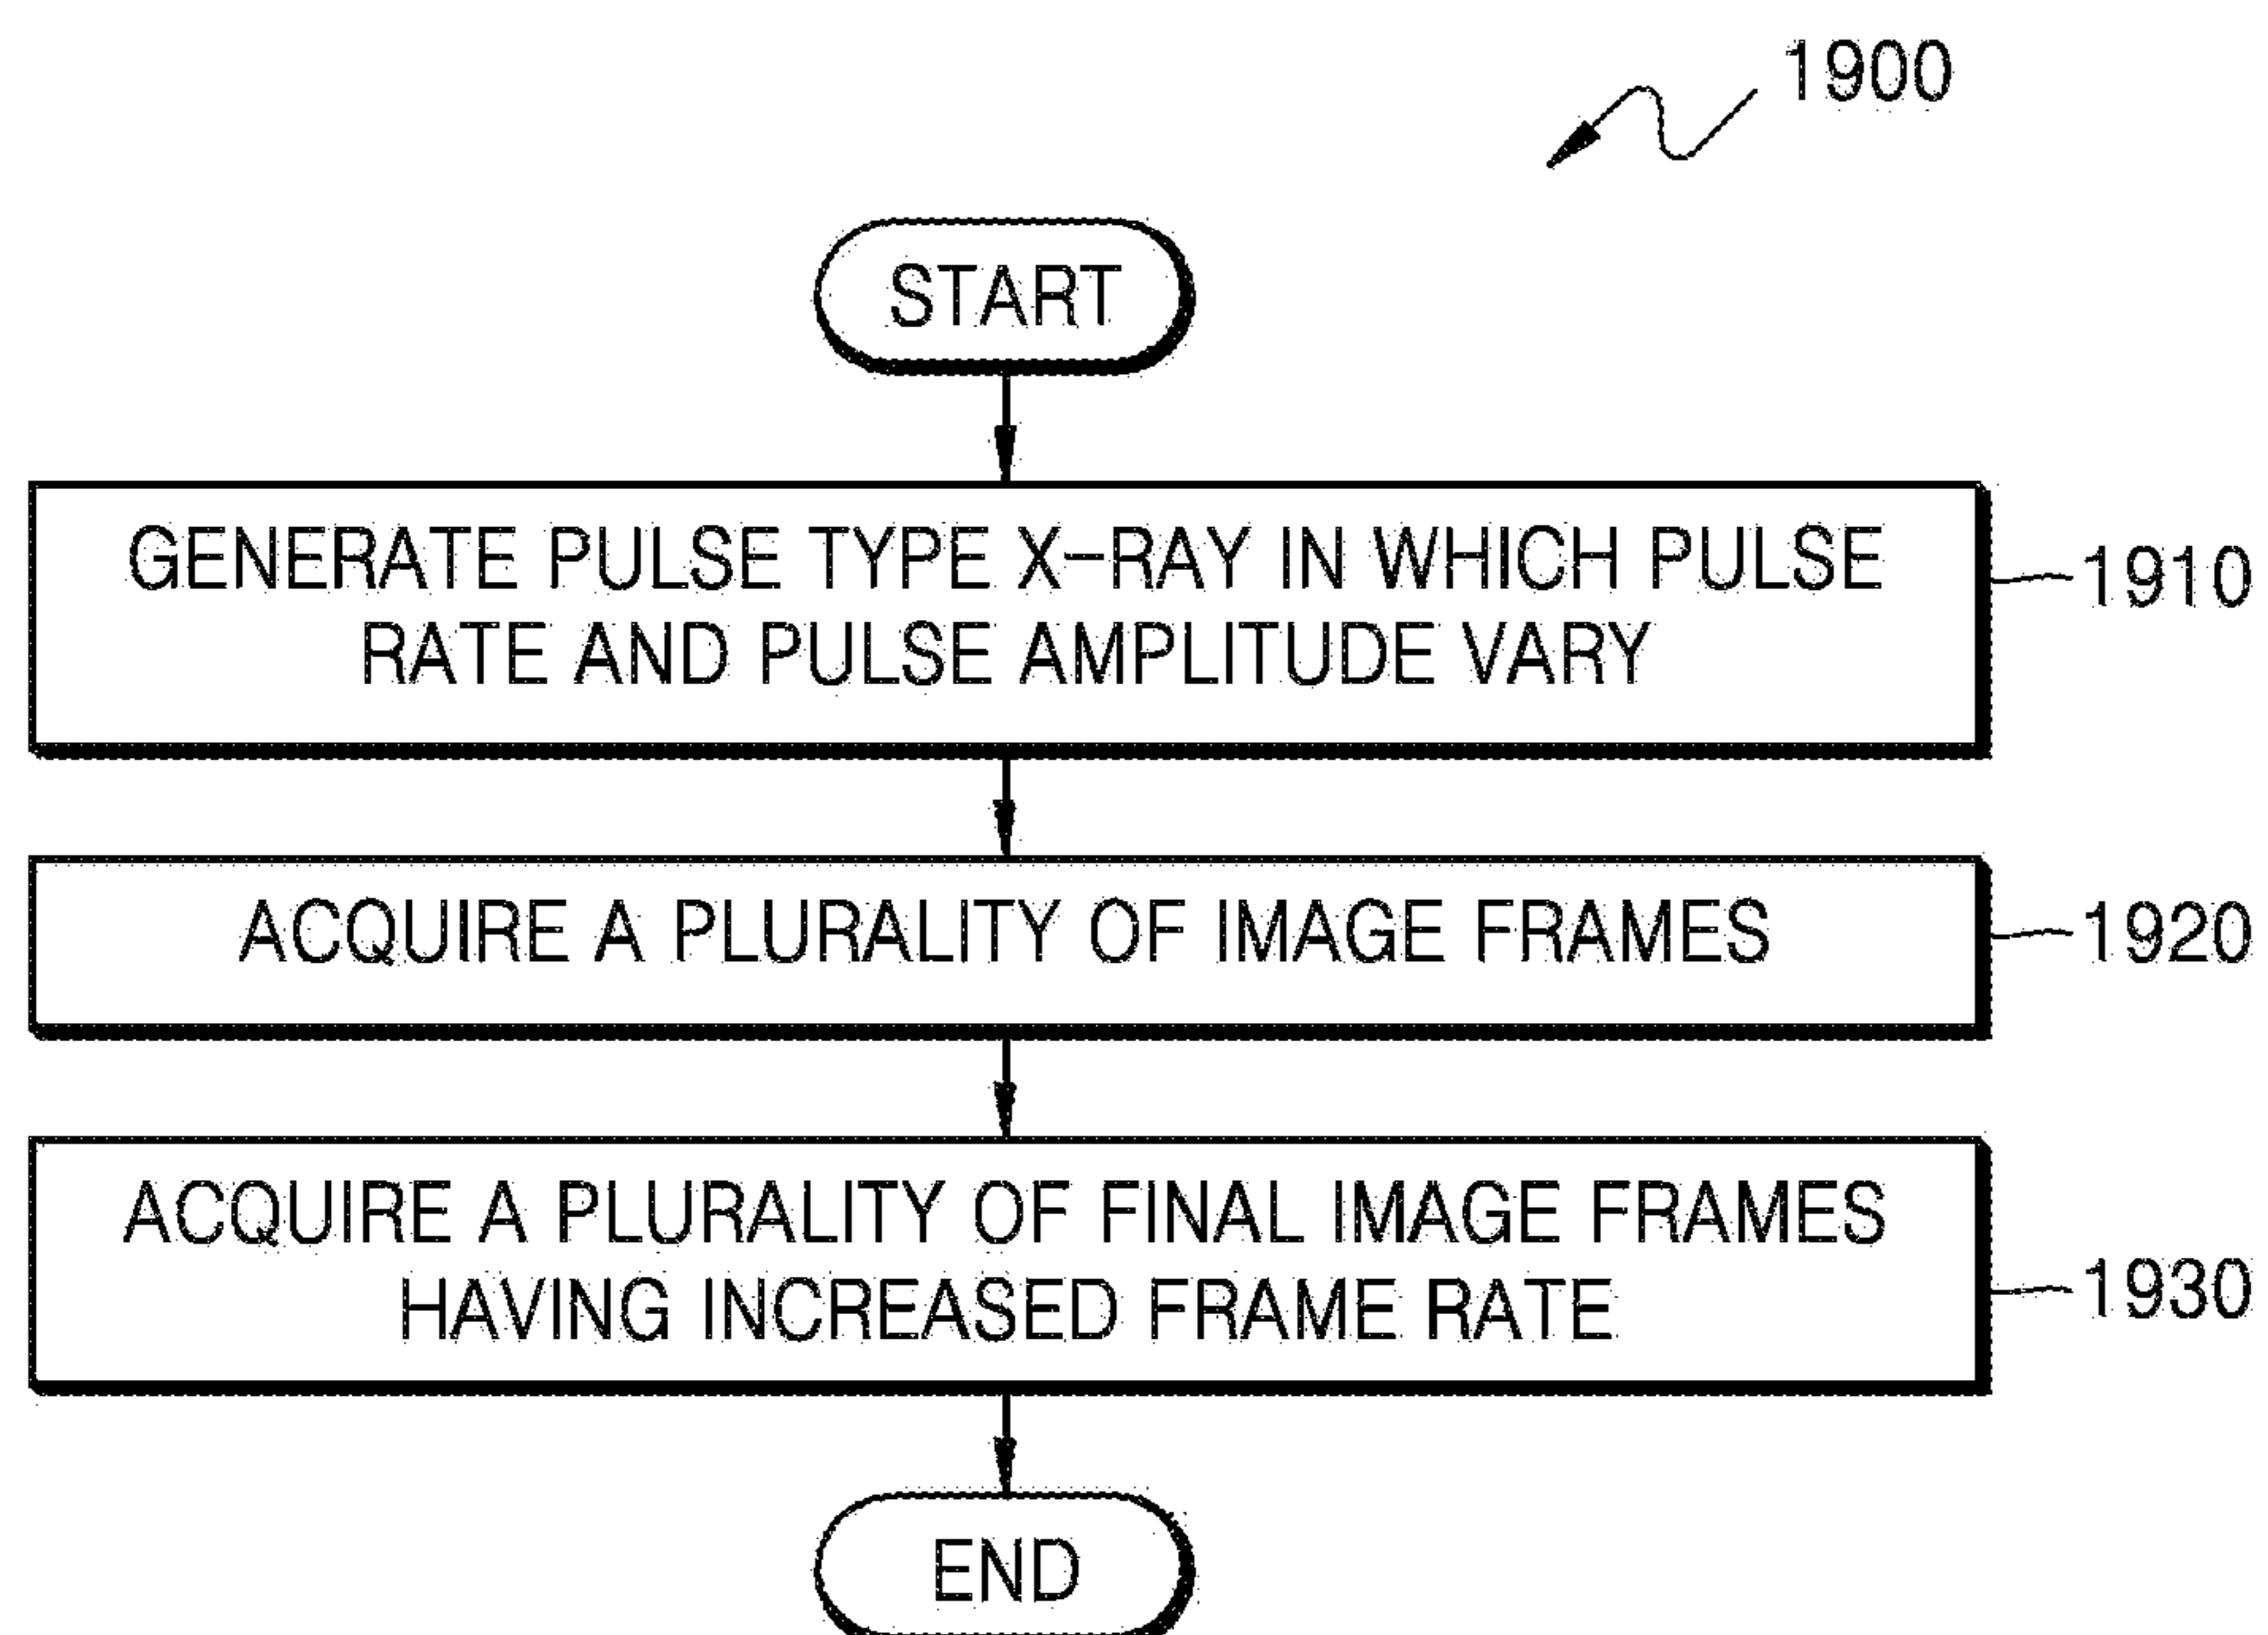 1900
START
GENERATE PULSE TYPE X-RAY IN WHICH PULSE
RATE AND PULSE AMPLITUDE VARY
1910
ACQUIRE A PLURALITY OF IMAGE FRAMES
1920
ACQUIRE A PLURALITY OF FINAL IMAGE FRAMES
HAVING INCREASED FRAME RATE
1930
END